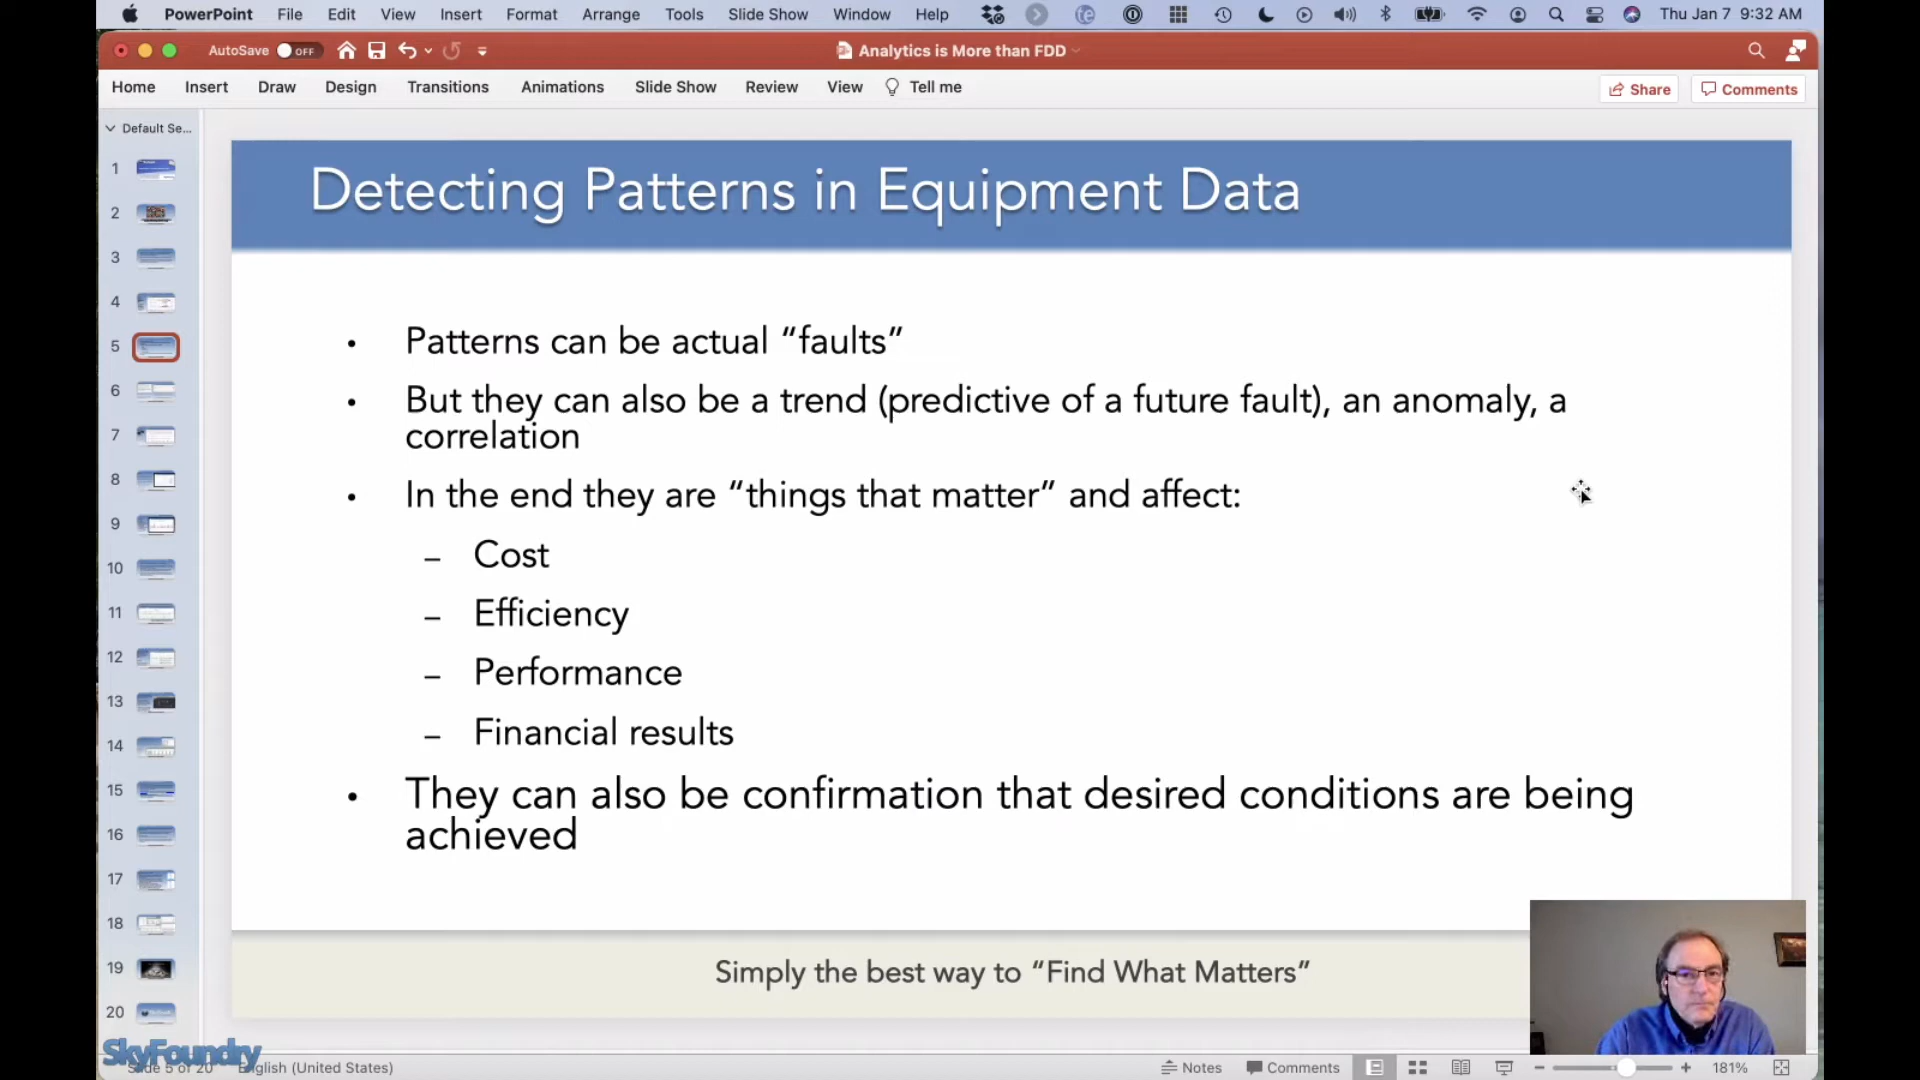 PowerPoint File Edit View Insert Format Arrange Tools Slide Show Window Help Thu Jan 7 9:32 AM
AutoSave OFF Analytics is More than FDD
Home Insert Draw Design Transitions Animations Slide Show Review View Tell me Share Comments
Default Se...
1
2
3
4
5
6
7
8
9
10
11
12
13
14
15
16
17
18
19
20
Detecting Patterns in Equipment Data
• Patterns can be actual “faults”
• But they can also be a trend (predictive of a future fault), an anomaly, a
correlation
• In the end they are “things that matter” and affect:
– Cost
– Efficiency
– Performance
– Financial results
• They can also be confirmation that desired conditions are being
achieved
Simply the best way to “Find What Matters”
SkyFoundry
Slide 5 of 20 English (United States) Notes Comments 181%